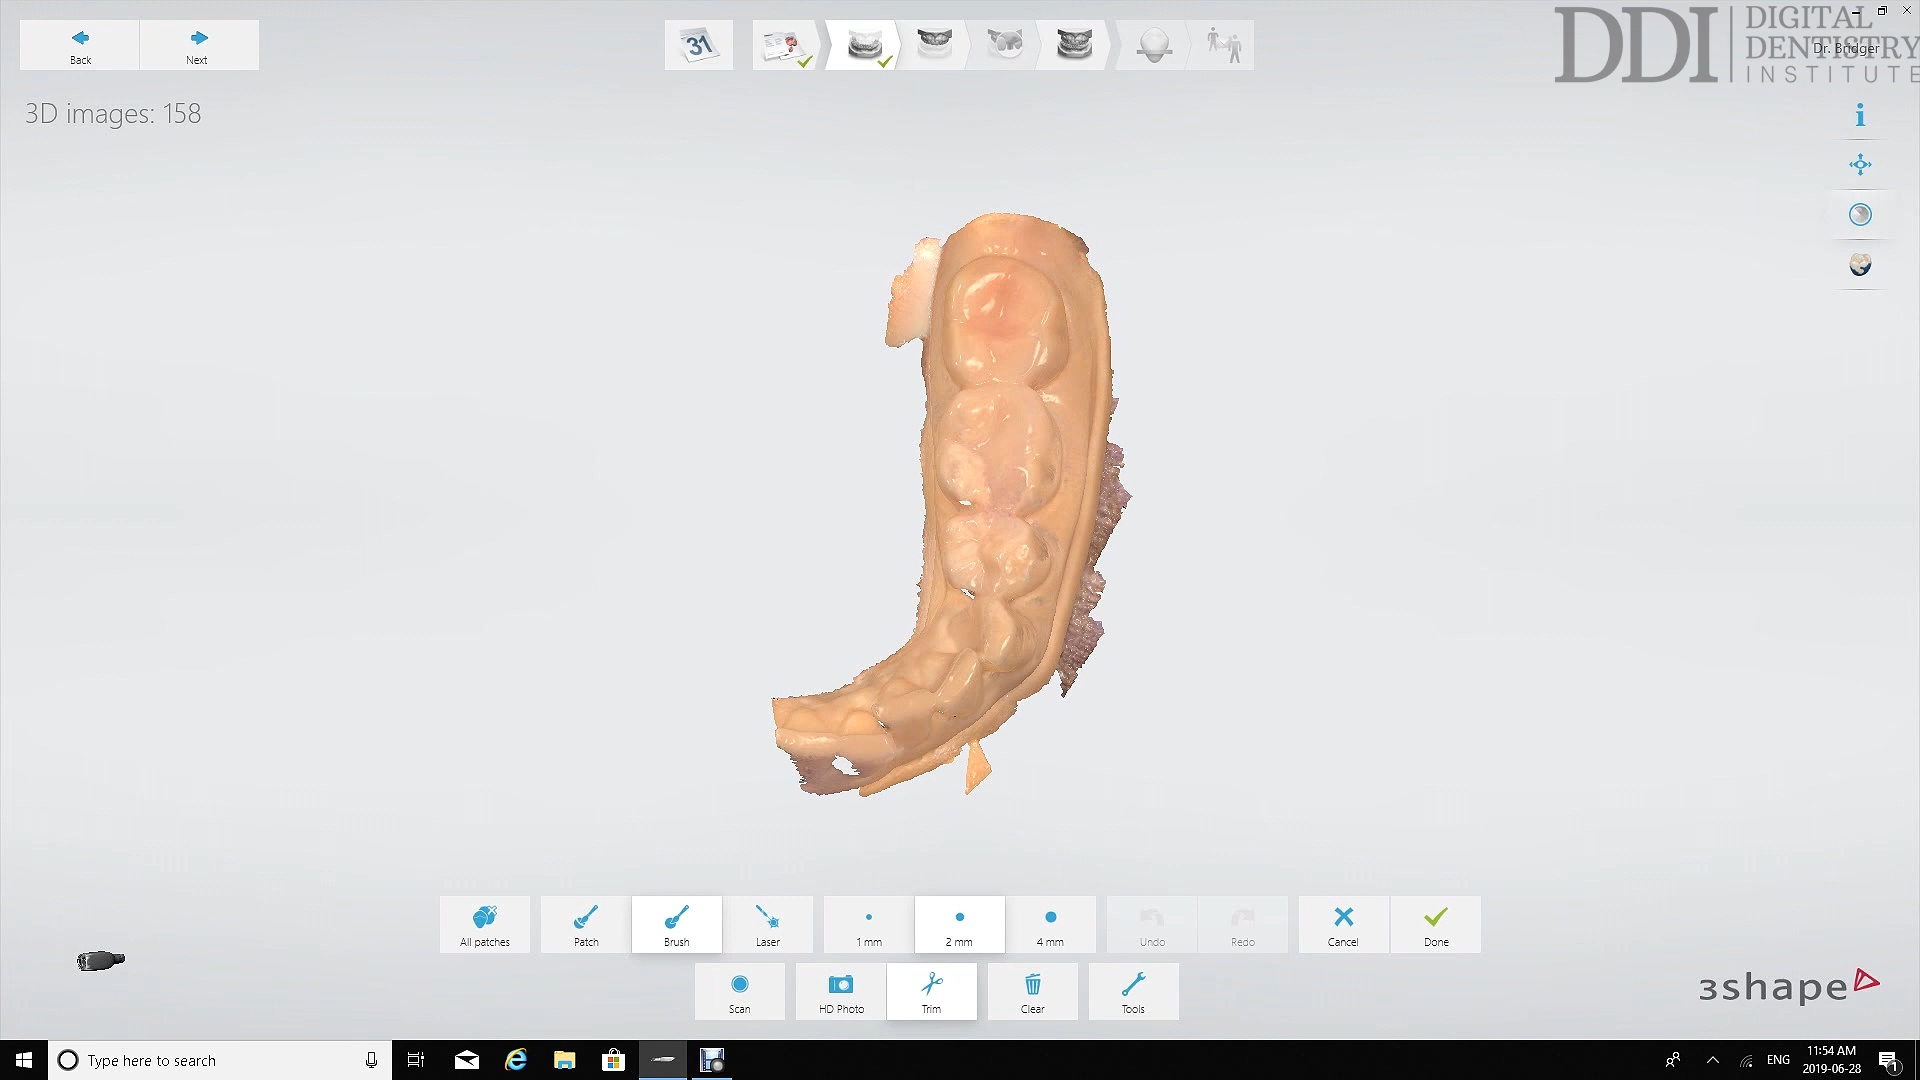 Back
Next
31
DDI
DIGITAL
DENTISTRY
INSTITUTE
Dr. Bridger
3D images: 158
i
All patches
Patch
Brush
Laser
1 mm
2 mm
4 mm
Undo
Redo
Cancel
Done
Scan
HD Photo
Trim
Clear
Tools
3shape
Type here to search
ENG
11:54 AM
2019-06-28
1